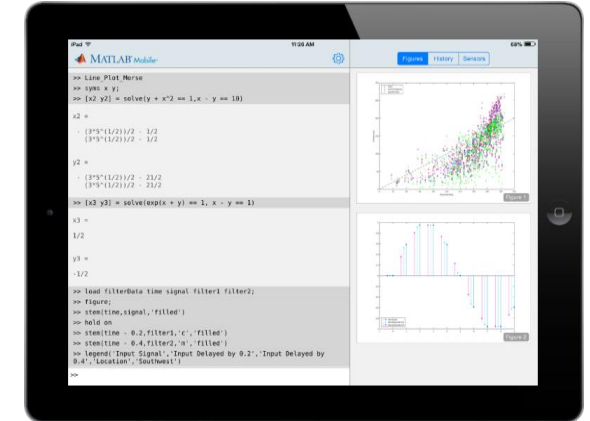 iPad
11:26 AM
68%
MATLAB Mobile
Figures History Sensors
>> Line_Plot_Morse
>> syms x y;
>> [x2 y2] = solve(y + x^2 == 1,x - y == 10)
x2 =
- (3*5^(1/2))/2 - 1/2
(3*5^(1/2))/2 - 1/2
y2 =
- (3*5^(1/2))/2 - 21/2
(3*5^(1/2))/2 - 21/2
>> [x3 y3] = solve(exp(x + y) == 1, x - y == 1)
x3 =
1/2
y3 =
-1/2
>> load filterData time signal filter1 filter2;
>> figure;
>> stem(time,signal,'filled')
>> hold on
>> stem(time - 0.2,filter1,'c','filled')
>> stem(time - 0.4,filter2,'m','filled')
>> legend('Input Signal','Input Delayed by 0.2','Input Delayed by
0.4','Location','Southwest')
>>
Figure 1
Figure 2